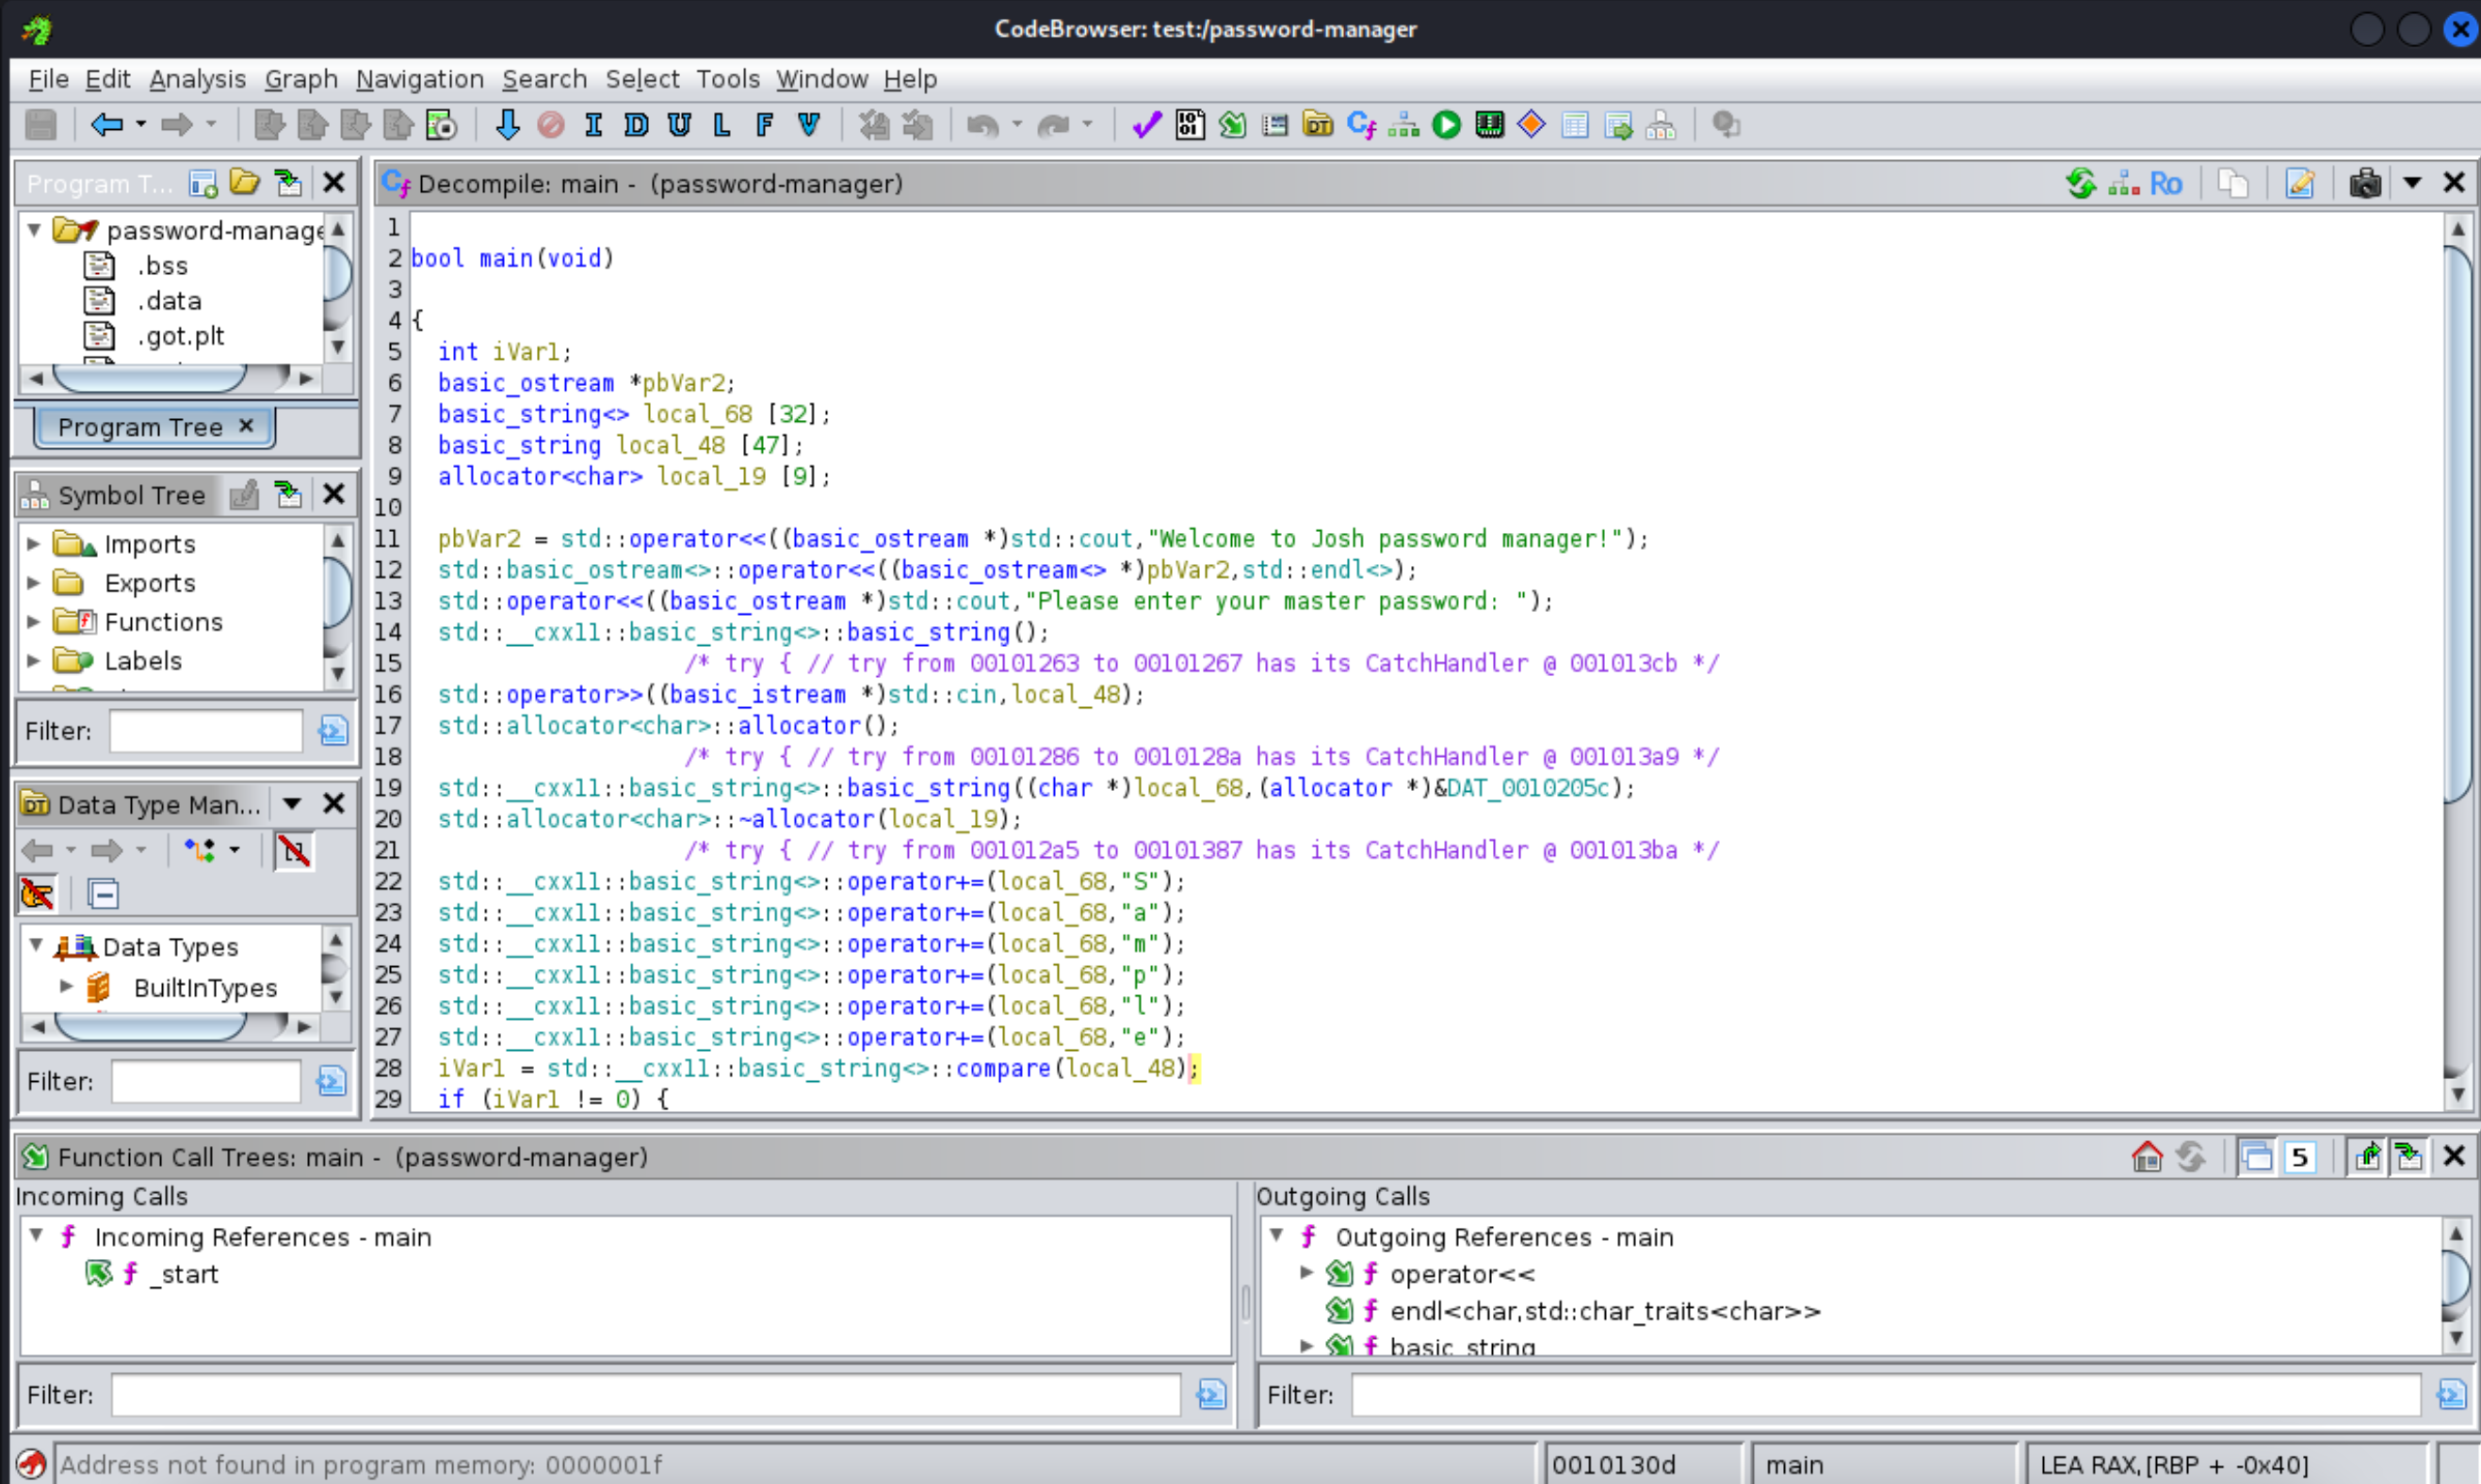 CodeBrowser: test:/password-manager
File Edit Analysis Graph Navigation Search Select Tools Window Help
I D U L F V
Program T...
password-manage
.bss
.data
.got.plt
Program Tree
Symbol Tree
Imports
Exports
Functions
Labels
Filter:
Data Type Man...
Data Types
BuiltInTypes
Filter:
Decompile: main - (password-manager)
Ro
1
2 bool main(void)
3
4 {
5 int iVar1;
6 basic_ostream *pbVar2;
7 basic_string<> local_68 [32];
8 basic_string local_48 [47];
9 allocator<char> local_19 [9];
10
11 pbVar2 = std::operator<<((basic_ostream *)std::cout,"Welcome to Josh password manager!");
12 std::basic_ostream<>::operator<<((basic_ostream<> *)pbVar2,std::endl<>);
13 std::operator<<((basic_ostream *)std::cout,"Please enter your master password: ");
14 std::__cxx11::basic_string<>::basic_string();
15 /* try { // try from 00101263 to 00101267 has its CatchHandler @ 001013cb */
16 std::operator>>((basic_istream *)std::cin,local_48);
17 std::allocator<char>::allocator();
18 /* try { // try from 00101286 to 0010128a has its CatchHandler @ 001013a9 */
19 std::__cxx11::basic_string<>::basic_string((char *)local_68,(allocator *)&DAT_0010205c);
20 std::allocator<char>::~allocator(local_19);
21 /* try { // try from 001012a5 to 00101387 has its CatchHandler @ 001013ba */
22 std::__cxx11::basic_string<>::operator+=(local_68,"S");
23 std::__cxx11::basic_string<>::operator+=(local_68,"a");
24 std::__cxx11::basic_string<>::operator+=(local_68,"m");
25 std::__cxx11::basic_string<>::operator+=(local_68,"p");
26 std::__cxx11::basic_string<>::operator+=(local_68,"l");
27 std::__cxx11::basic_string<>::operator+=(local_68,"e");
28 iVar1 = std::__cxx11::basic_string<>::compare(local_48);
29 if (iVar1 != 0) {
Function Call Trees: main - (password-manager)
5
Incoming Calls
Incoming References - main
_start
Filter:
Outgoing Calls
Outgoing References - main
operator<<
endl<char,std::char_traits<char>>
basic_string
Filter:
Address not found in program memory: 0000001f
0010130d
main
LEA RAX,[RBP + -0x40]